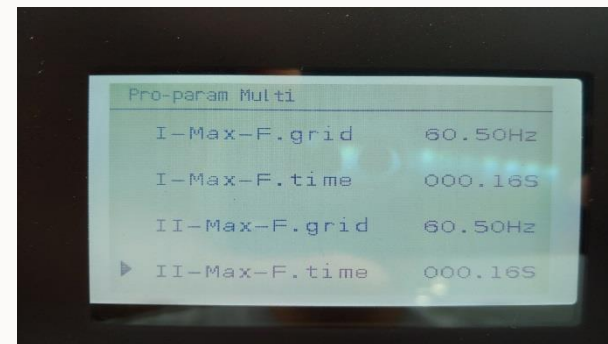 Pro-param Multi
I-Max-F.grid 60.50Hz
I-Max-F.time 000.16S
II-Max-F.grid 60.50Hz
II-Max-F.time 000.16S